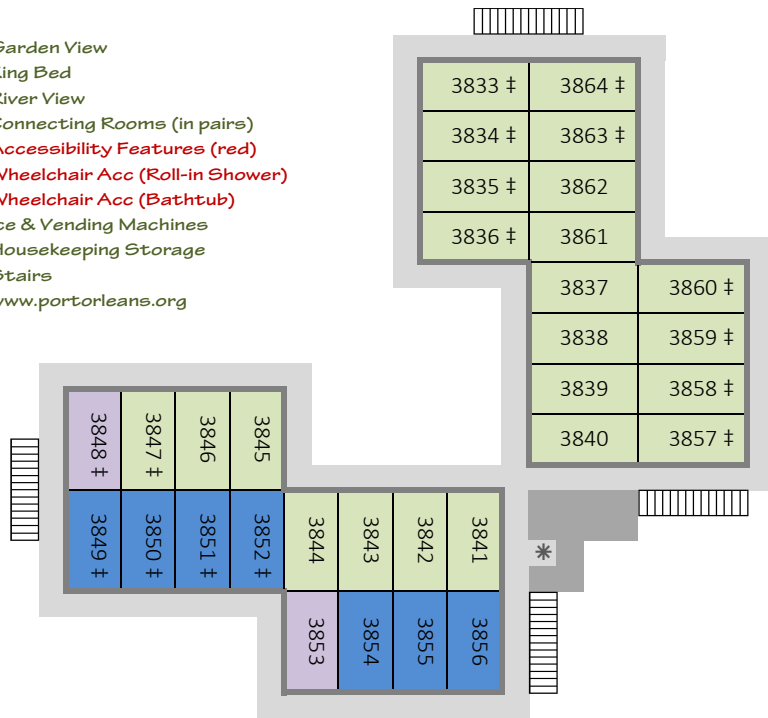 Garden View
King Bed
River View
Connecting Rooms (in pairs)
Accessibility Features (red)
Wheelchair Acc (Roll-in Shower)
Wheelchair Acc (Bathtub)
Ice & Vending Machines
Housekeeping Storage
Stairs
www.portorleans.org
3833 ‡
3864 ‡
3834 ‡
3863 ‡
3835 ‡
3862
3836 ‡
3861
3837
3860 ‡
3838
3859 ‡
3839
3858 ‡
3840
3857 ‡
3848 ‡
3847 ‡
3846
3845
3849 ‡
3850 ‡
3851 ‡
3852 ‡
3844
3843
3842
3841
3853
3854
3855
3856